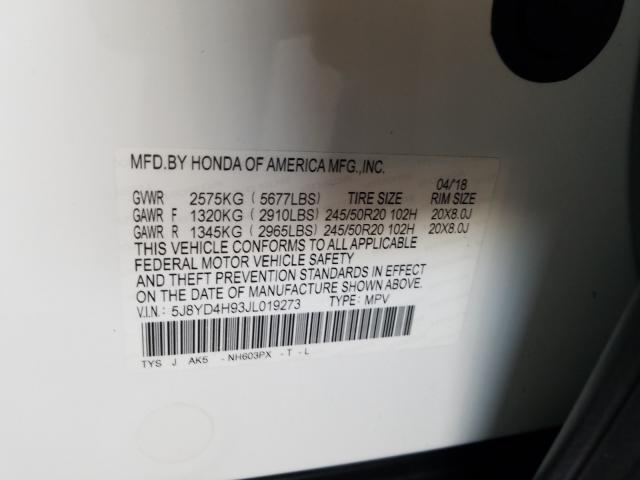 MFD.BY HONDA OF AMERICA MFG.,INC.
04/18
GVWR 2575KG ( 5677LBS) TIRE SIZE RIM SIZE
GAWR F 1320KG ( 2910LBS) 245/50R20 102H 20X8.0J
GAWR R 1345KG ( 2965LBS) 245/50R20 102H 20X8.0J
THIS VEHICLE CONFORMS TO ALL APPLICABLE
FEDERAL MOTOR VEHICLE SAFETY
AND THEFT PREVENTION STANDARDS IN EFFECT
ON THE DATE OF MANUFACTURE SHOWN ABOVE.
V.I.N.: 5J8YD4H93JL019273 TYPE: MPV
TYS J AK5 -NH603PX -T -L